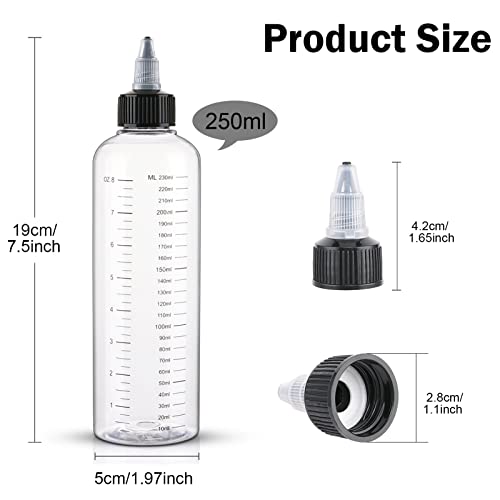 Product Size
250ml
OZ 8
ML 230ml
220ml
210ml
7
200ml
190ml
180ml
170ml
6
160ml
150ml
5
140ml
130ml
120ml
4
110ml
100ml
90ml
3
80ml
70ml
60ml
2
50ml
40ml
1
30ml
20ml
10ml
19cm/
7.5inch
5cm/1.97inch
4.2cm/
1.65inch
2.8cm/
1.1inch